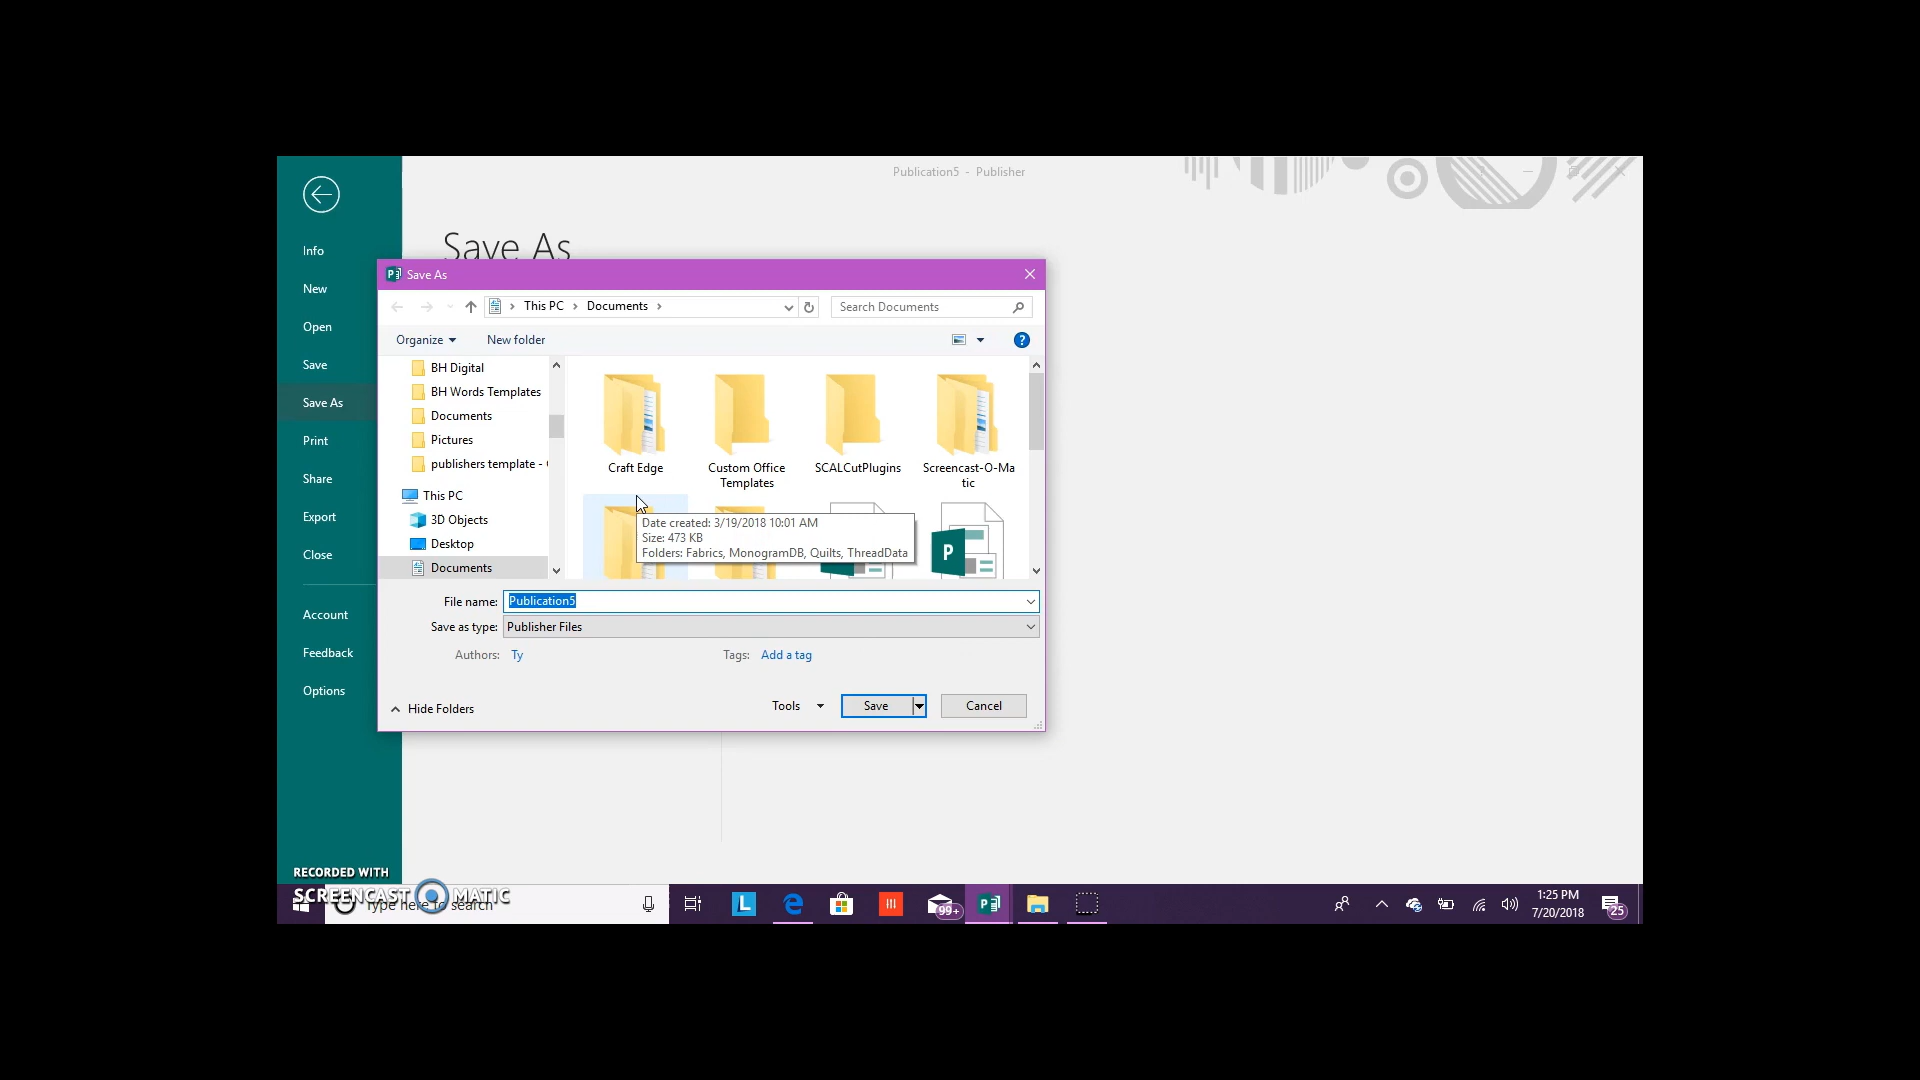 Publication5 - Publisher
Save As
Info
New
Open
Save
Save As
Print
Share
Export
Close
Account
Feedback
Options
Save As
This PC
Documents
Search Documents
Organize
New folder
BH Digital
BH Words Templates
Documents
Pictures
publishers template -
This PC
3D Objects
Desktop
Documents
Craft Edge
Custom Office
Templates
SCALCutPlugins
Screencast-O-Ma
tic
Date created: 3/19/2018 10:01 AM
Size: 473 KB
Folders: Fabrics, MonogramDB, Quilts, ThreadData
P
File name: Publication5
Save as type: Publisher Files
Authors: Ty
Tags: Add a tag
Hide Folders
Tools
Save
Cancel
RECORDED WITH
SCREENCAST MATIC
Type here to search
L
99+
P
1:25 PM
7/20/2018
25